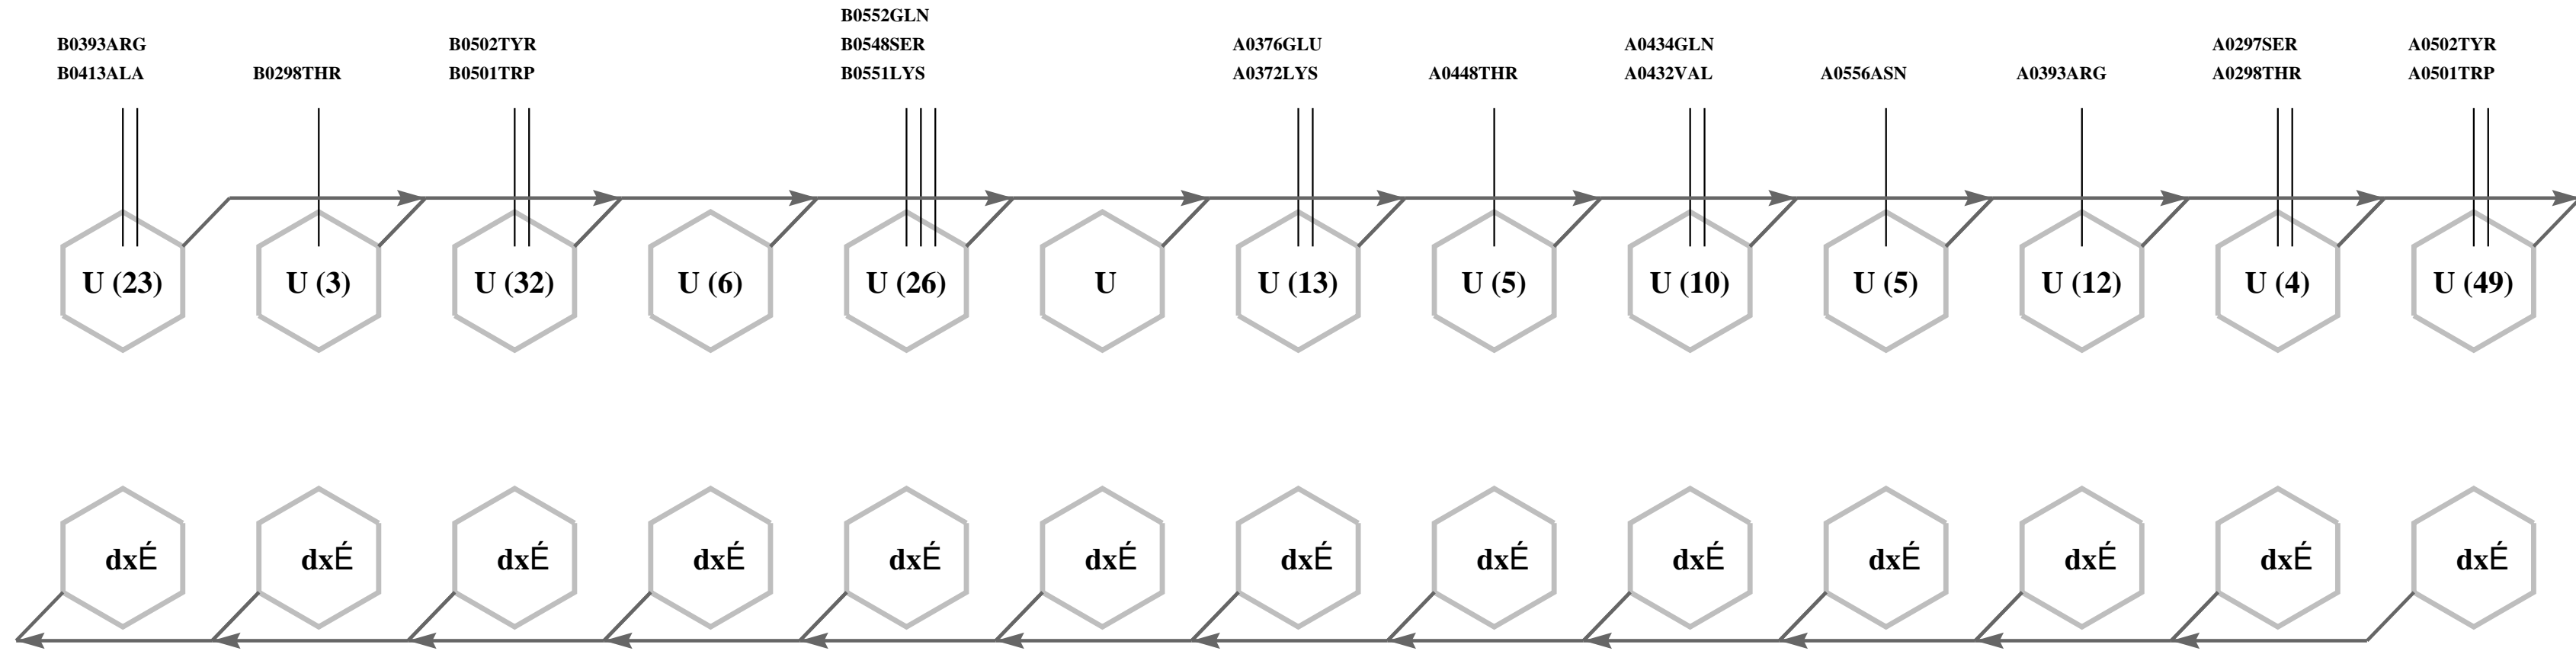 B0552GLN
B0393ARG B0502TYR B0548SER A0376GLU A0434GLN A0297SER A0502TYR
B0413ALA B0298THR B0501TRP B0551LYS A0372LYS A0448THR A0432VAL A0556ASN A0393ARG A0298THR A0501TRP
U (23) U (3) U (32) U (6) U (26) U U (13) U (5) U (10) U (5) U (12) U (4) U (49)
dxÉ dxÉ dxÉ dxÉ dxÉ dxÉ dxÉ dxÉ dxÉ dxÉ dxÉ dxÉ dxÉ